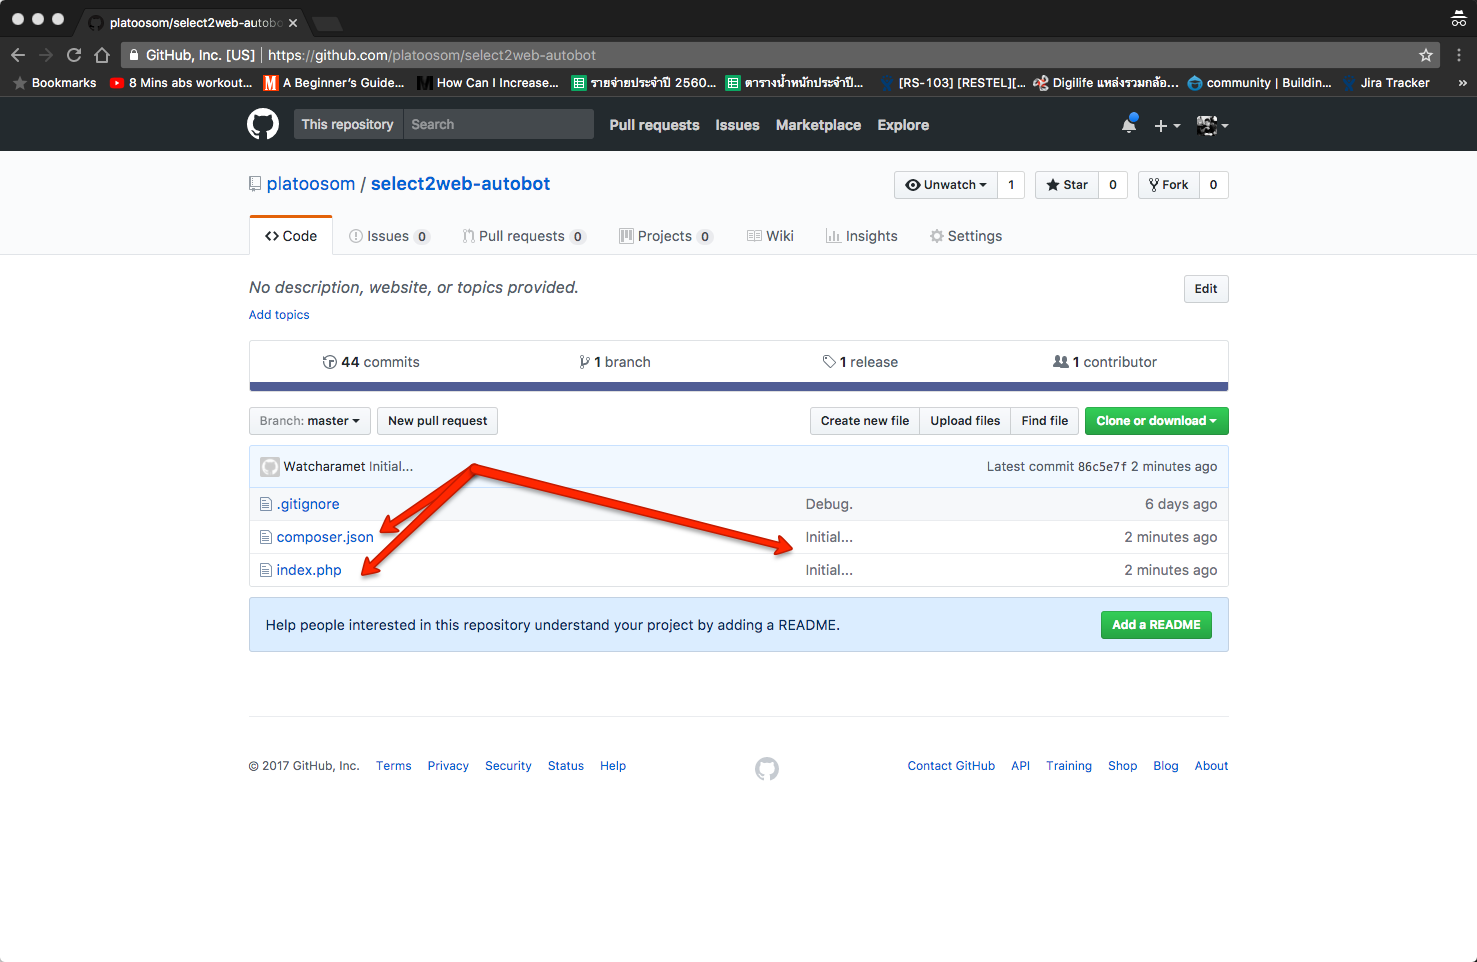 platoosom/select2web-autobo
GitHub, Inc. [US] | https://github.com/platoosom/select2web-autobot
Bookmarks 8 Mins abs workout... A Beginner's Guide... How Can I Increase... รายจ่ายประจำปี 2560... ตารางน้ำหนักประจำปี... [RS-103] [RESTEL][... Digilife แหล่งรวมกล้อ... community | Buildin... Jira Tracker »
This repository Search Pull requests Issues Marketplace Explore
platoosom / select2web-autobot Unwatch 1 Star 0 Fork 0
Code Issues 0 Pull requests 0 Projects 0 Wiki Insights Settings
No description, website, or topics provided. Edit
Add topics
44 commits 1 branch 1 release 1 contributor
Branch: master New pull request Create new file Upload files Find file Clone or download
Watcharamet Initial... Latest commit 86c5e7f 2 minutes ago
.gitignore Debug. 6 days ago
composer.json Initial... 2 minutes ago
index.php Initial... 2 minutes ago
Help people interested in this repository understand your project by adding a README. Add a README
© 2017 GitHub, Inc. Terms Privacy Security Status Help Contact GitHub API Training Shop Blog About